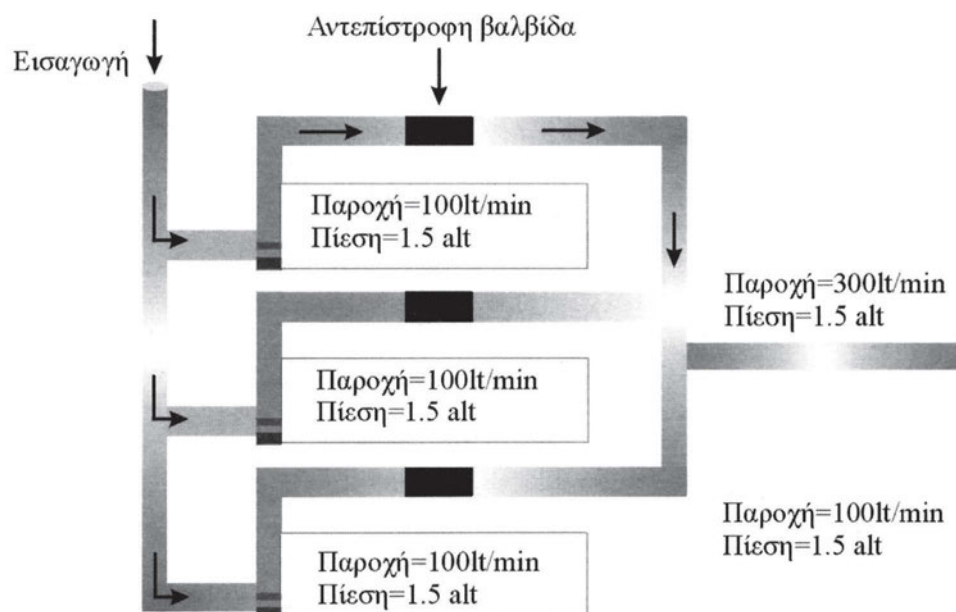 Αντεπίστροφη βαλβίδα
Εισαγωγή
Παροχή=100lt/min
Πίεση=1.5 alt
Παροχή=300lt/min
Πίεση=1.5 alt
Παροχή=100lt/min
Πίεση=1.5 alt
Παροχή=100lt/min
Πίεση=1.5 alt
Παροχή=100lt/min
Πίεση=1.5 alt